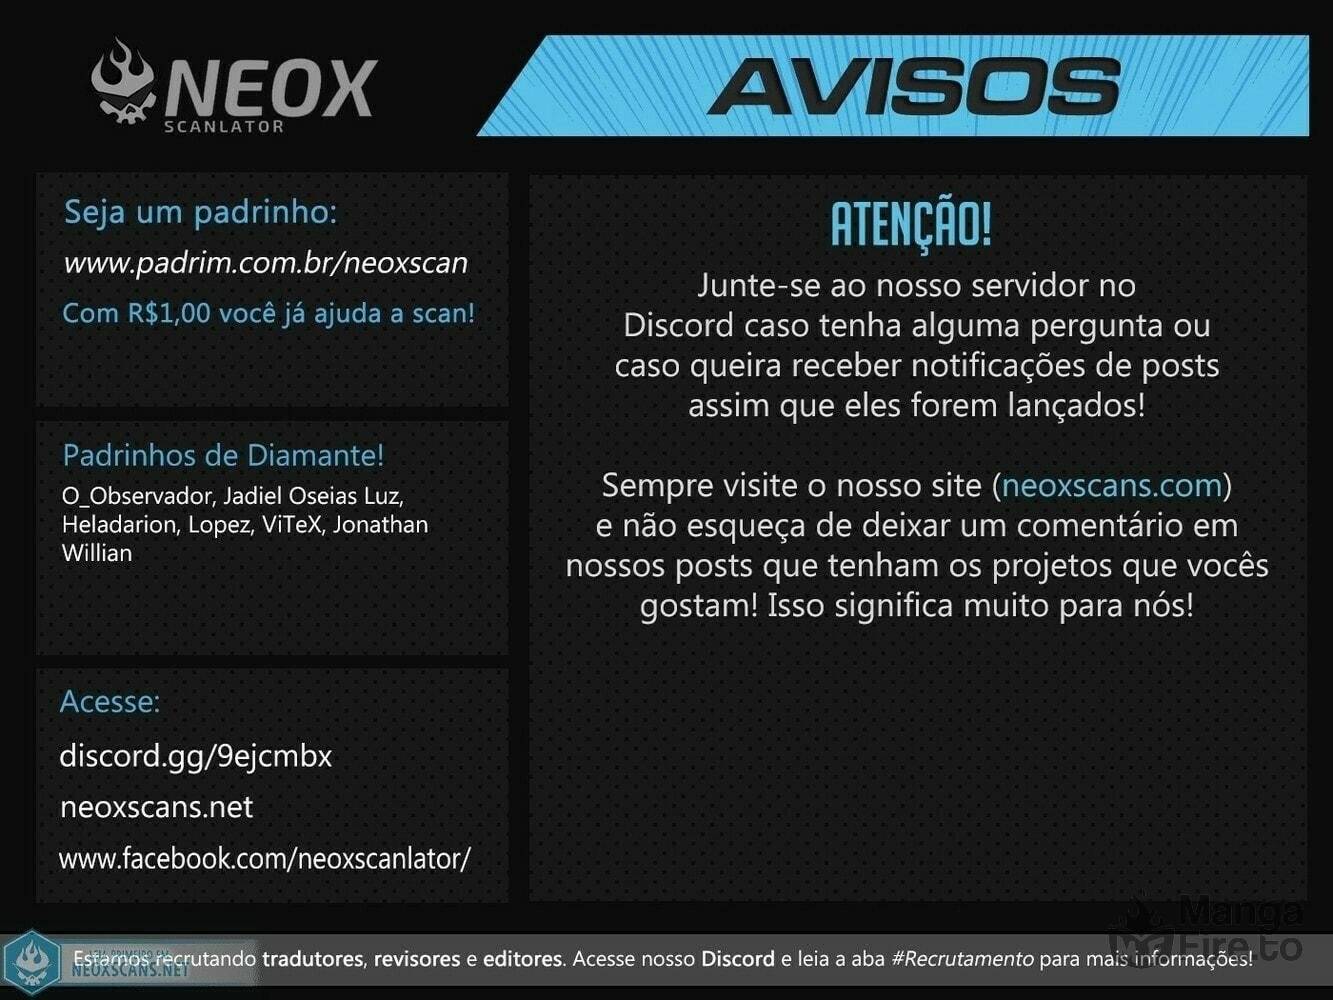 NEOX
SCANLATOR
AVISOS
Seja um padrinho:
www.padrim.com.br/neoxscan
Com R$1,00 você já ajuda a scan!
Padrinhos de Diamante!
O_Observador, Jadiel Oseias Luz,
Heladarion, Lopez, ViTeX, Jonathan
Willian
Acesse:
discord.gg/9ejcmbx
neoxscans.net
www.facebook.com/neoxscanlator/
ATENÇÃO!
Junte-se ao nosso servidor no
Discord caso tenha alguma pergunta ou
caso queira receber notificações de posts
assim que eles forem lançados!
Sempre visite o nosso site (neoxscans.com)
e não esqueça de deixar um comentário em
nossos posts que tenham os projetos que vocês
gostam! Isso significa muito para nós!
Estamos recrutando tradutores, revisores e editores. Acesse nosso Discord e leia a aba #Recrutamento para mais informações!
LEIA PRIMEIRO EM
NEOXSCANS.NET
Manga
Fire.to